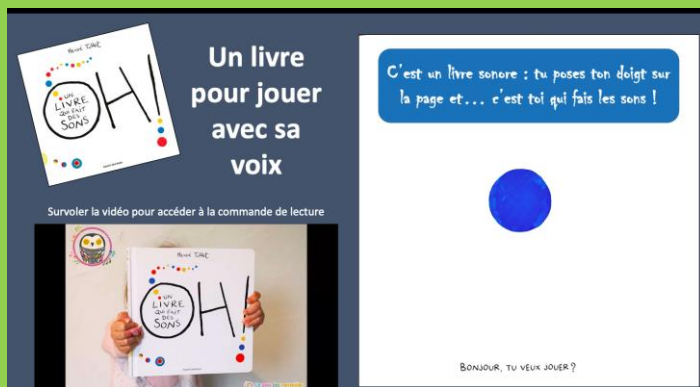 Hervé Tullet
OH!
UN
LIVRE
QUI FAIT
DES
SONS
Un livre
pour jouer
avec sa
voix
Survoler la vidéo pour accéder à la commande de lecture
Hervé Tullet
OH!
UN
LIVRE
QUI FAIT
DES
SONS
C'est un livre sonore : tu poses ton doigt sur
la page et... c'est toi qui fais les sons !
BONJOUR, TU VEUX JOUER ?